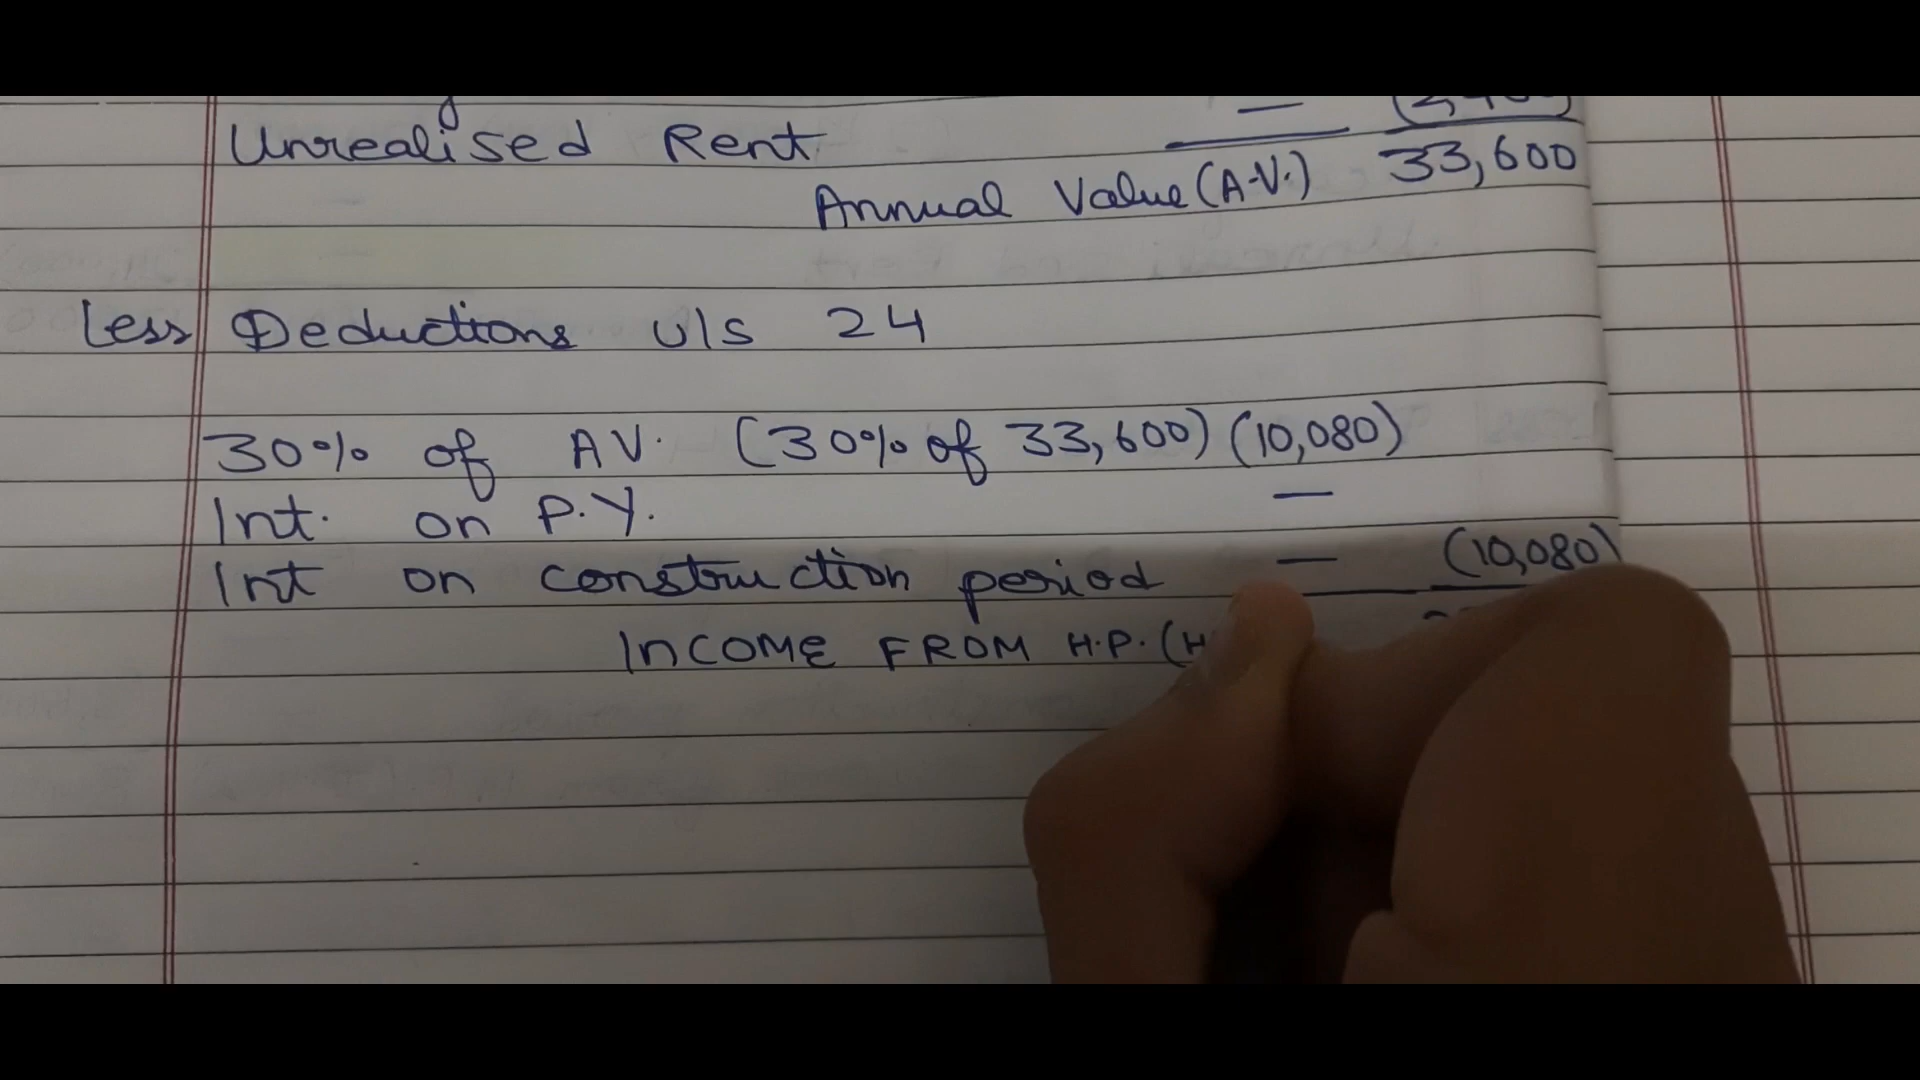 Unrealised Rent —
Annual Value (A.V.) 33,600
Less Deductions U/S 24
30% of AV. (30% of 33,600) (10,080)
Int. on P.Y. —
Int on construction period — (10,080)
INCOME FROM H.P. (H